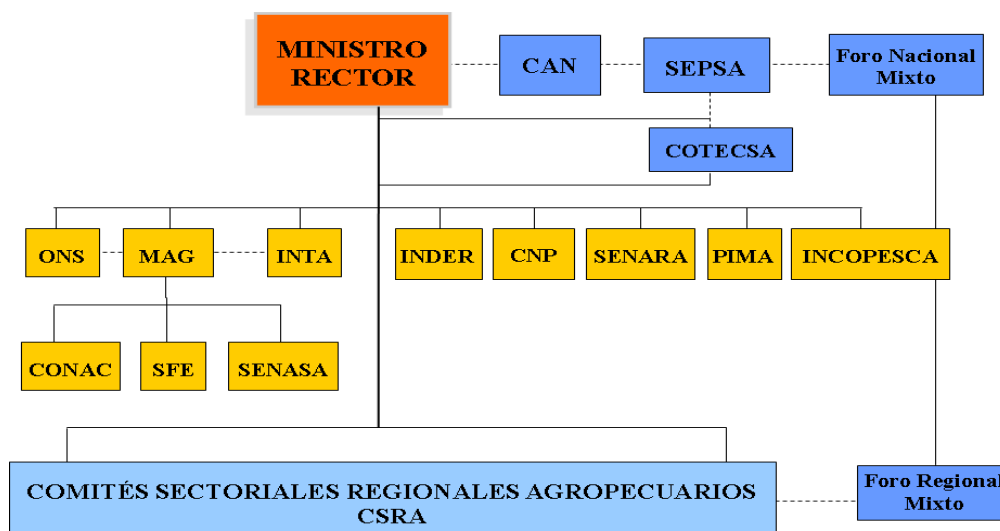 MINISTRO
RECTOR
CAN
SEPSA
Foro Nacional
Mixto
COTECSA
ONS
MAG
INTA
INDER
CNP
SENARA
PIMA
INCOPESCA
CONAC
SFE
SENASA
COMITÉS SECTORIALES REGIONALES AGROPECUARIOS
CSRA
Foro Regional
Mixto